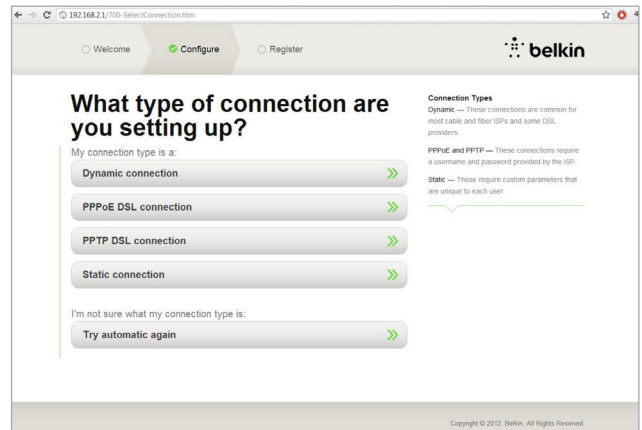 192.168.2.1/700-SelectConnection.htm
Welcome
Configure
Register
belkin
What type of connection are
you setting up?
My connection type is a:
Dynamic connection
PPPoE DSL connection
PPTP DSL connection
Static connection
I'm not sure what my connection type is:
Try automatic again
Connection Types
Dynamic — These connections are common for
most cable and fiber ISPs and some DSL
providers.
PPPoE and PPTP — These connections require
a username and password provided by the ISP.
Static — These require custom parameters that
are unique to each user.
Copyright © 2012. Belkin, All Rights Reserved.